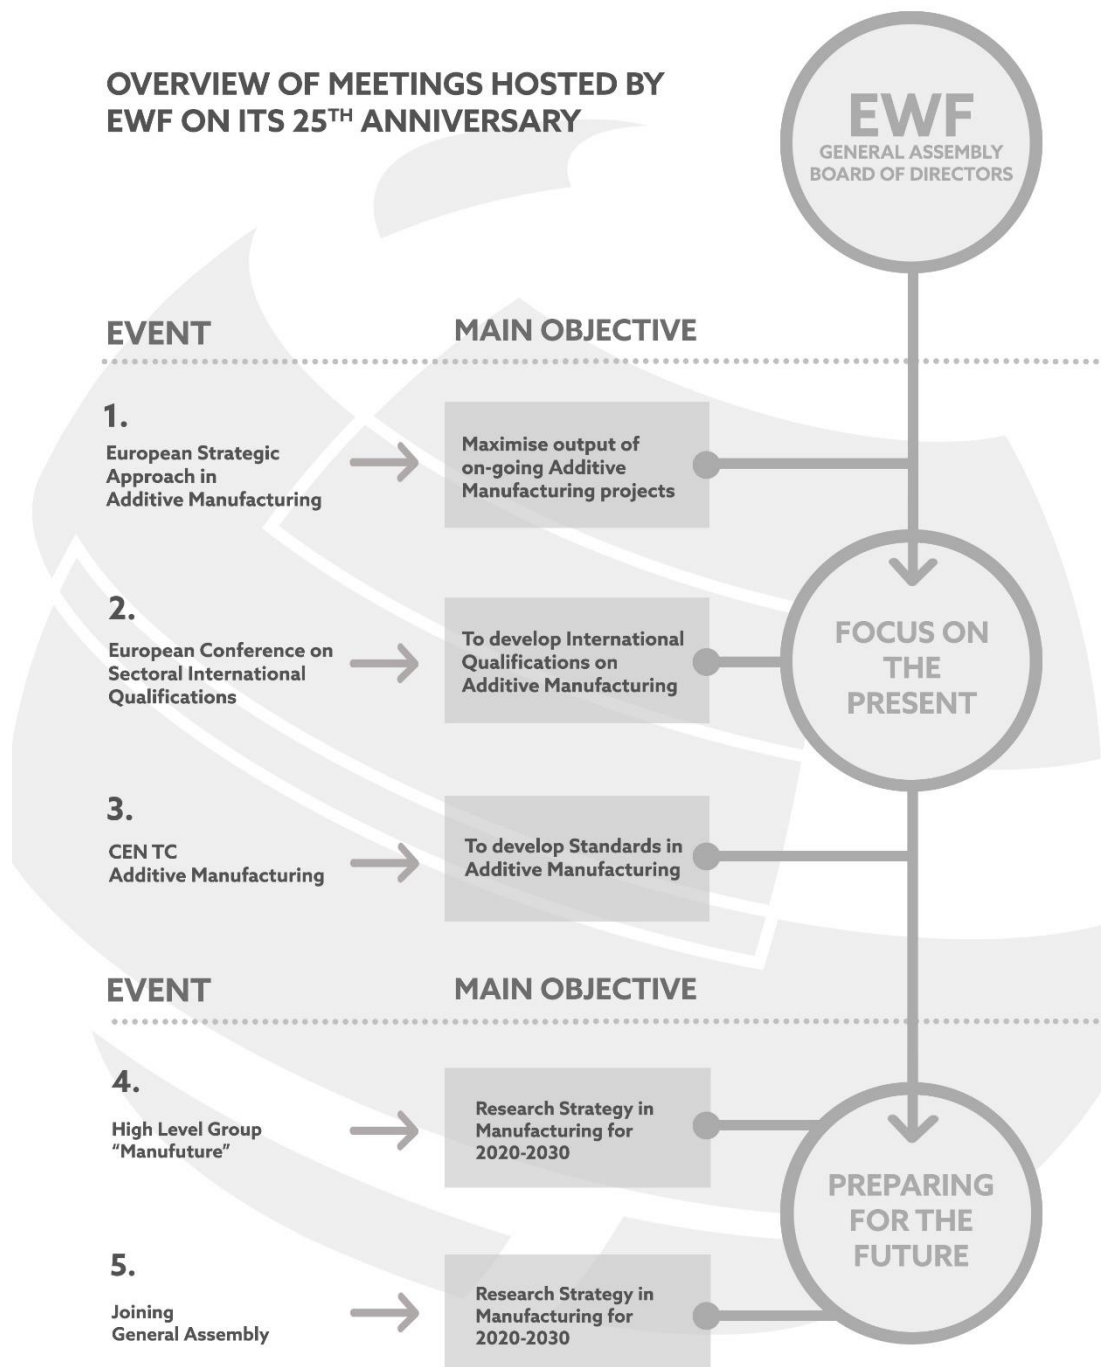 OVERVIEW OF MEETINGS HOSTED BY
EWF ON ITS 25TH ANNIVERSARY
EWF
GENERAL ASSEMBLY
BOARD OF DIRECTORS
EVENT
MAIN OBJECTIVE
1.
European Strategic
Approach in
Additive Manufacturing
Maximise output of
on-going Additive
Manufacturing projects
2.
European Conference on
Sectoral International
Qualifications
To develop International
Qualifications on
Additive Manufacturing
FOCUS ON
THE
PRESENT
3.
CEN TC
Additive Manufacturing
To develop Standards in
Additive Manufacturing
EVENT
MAIN OBJECTIVE
4.
High Level Group
“Manufuture”
Research Strategy in
Manufacturing for
2020-2030
PREPARING
FOR THE
FUTURE
5.
Joining
General Assembly
Research Strategy in
Manufacturing for
2020-2030